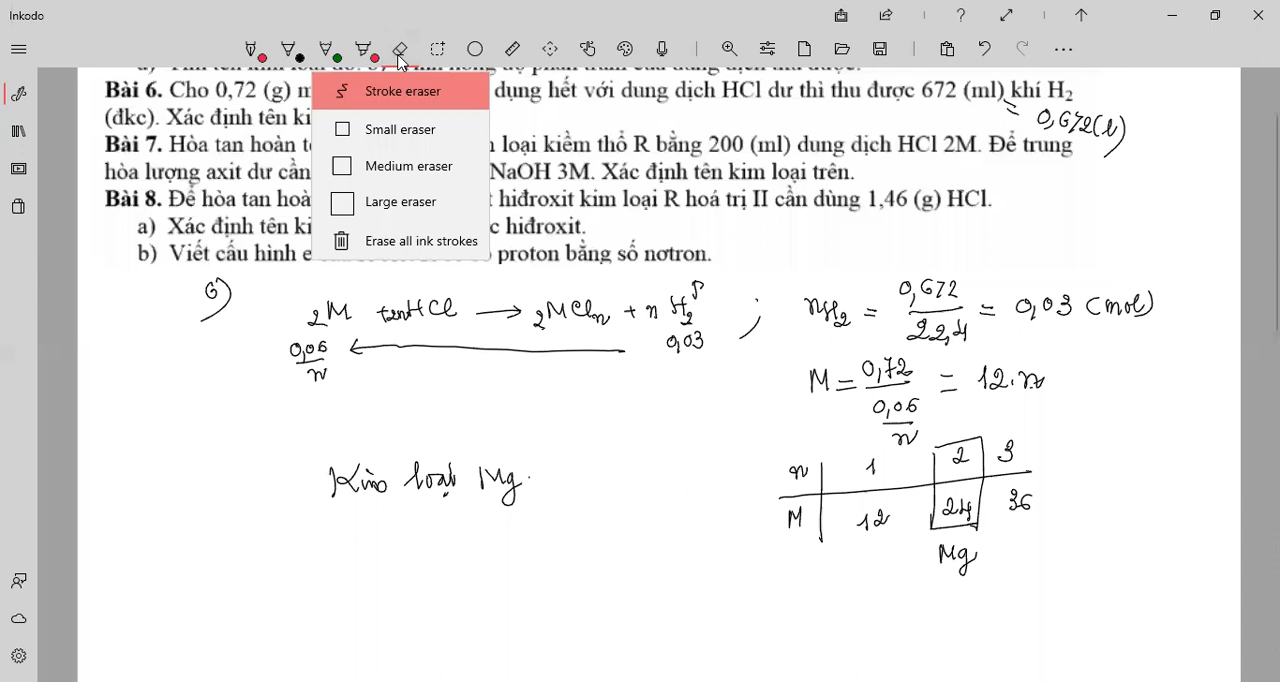 Inkodo
Bài 6. Cho 0,72 (g) m dụng hết với dung dịch HCl dư thì thu được 672 (ml) khí H₂
= 0,672(l)
(đkc). Xác định tên ki
Bài 7. Hòa tan hoàn t loại kiềm thổ R bằng 200 (ml) dung dịch HCl 2M. Để trung
hòa lượng axit dư cần NaOH 3M. Xác định tên kim loại trên.
Bài 8. Để hòa tan hoà t hiđroxit kim loại R hoá trị II cần dùng 1,46 (g) HCl.
a) Xác định tên ki c hiđroxit.
b) Viết cấu hình e proton bằng số nơtron.
Stroke eraser
Small eraser
Medium eraser
Large eraser
Erase all ink strokes
6)
2M + 2nHCl → 2MCln + n H₂↑ ; nH₂ = 0,672 / 22,4 = 0,03 (mol)
0,06 / n ← 0,03
M = 0,72 / 0,06 / n = 12.n
n 1 2 3
M 12 24 36
Mg
Kim loại Mg.